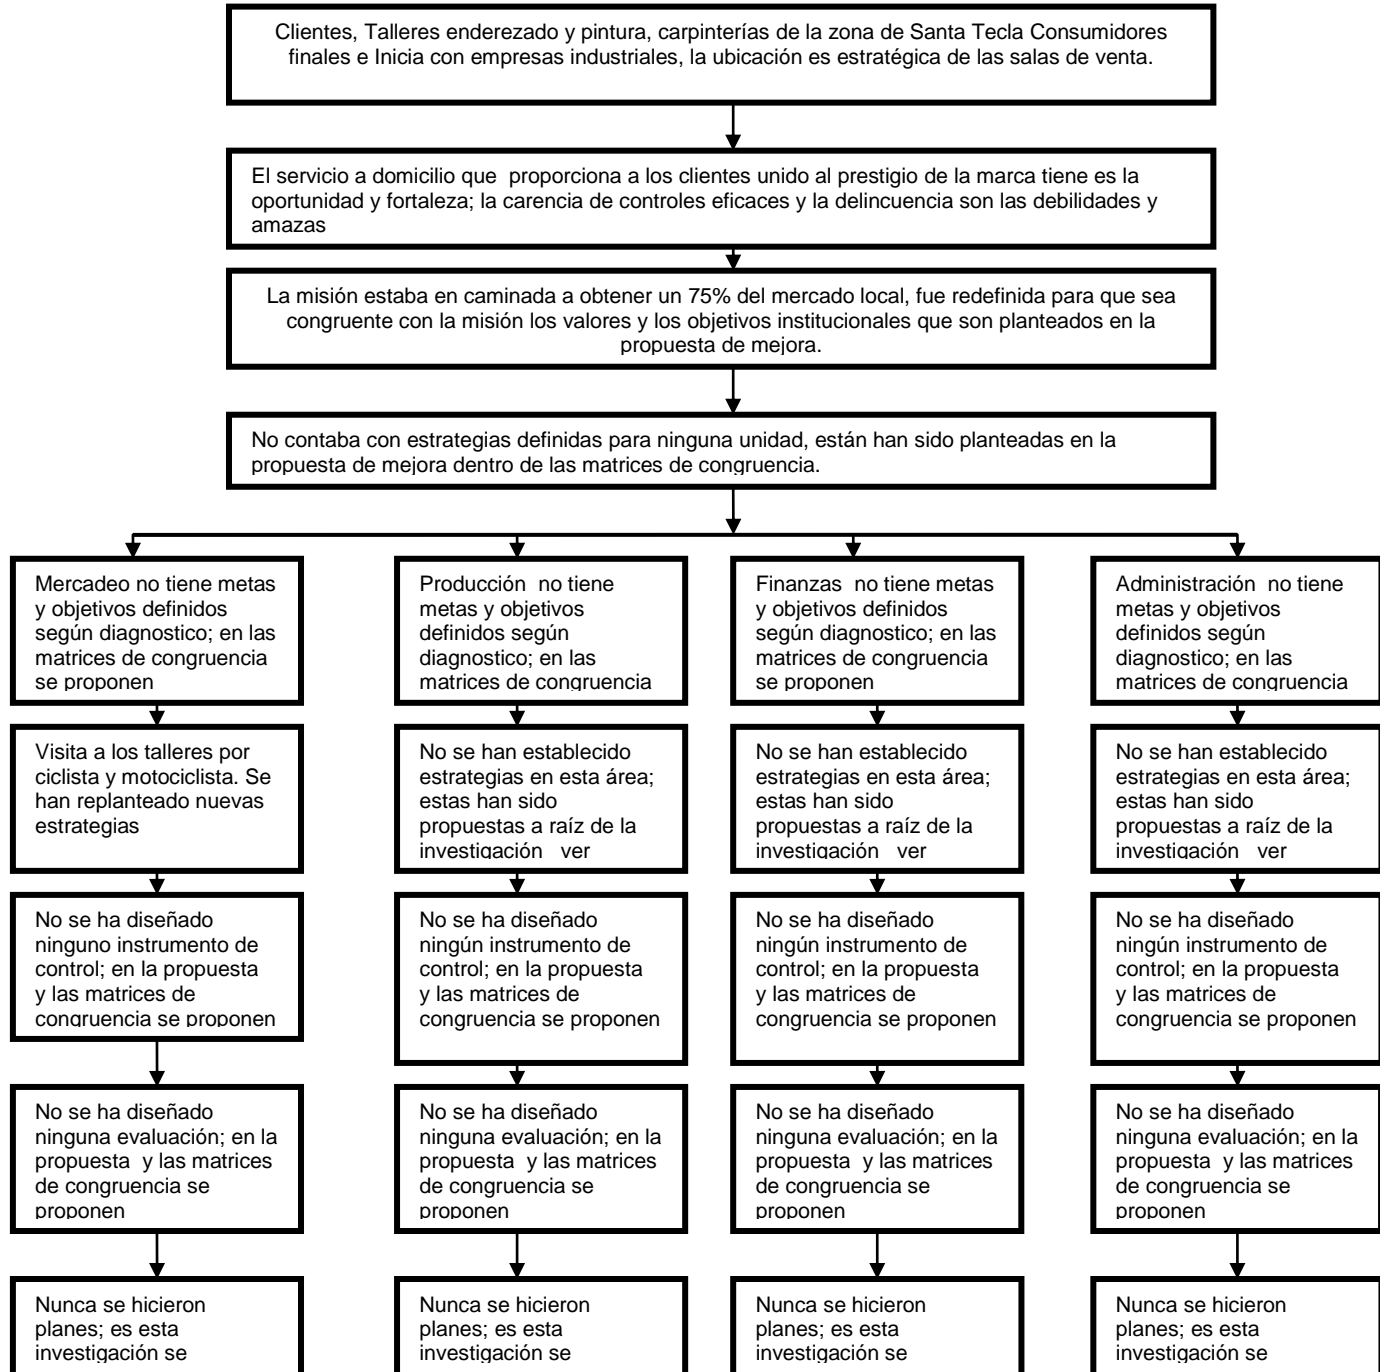 Clientes, Talleres enderezado y pintura, carpinterías de la zona de Santa Tecla Consumidores
finales e Inicia con empresas industriales, la ubicación es estratégica de las salas de venta.
El servicio a domicilio que  proporciona a los clientes unido al prestigio de la marca tiene es la
oportunidad y fortaleza; la carencia de controles eficaces y la delincuencia son las debilidades y
amazas
La misión estaba en caminada a obtener un 75% del mercado local, fue redefinida para que sea
congruente con la misión los valores y los objetivos institucionales que son planteados en la
propuesta de mejora.
No contaba con estrategias definidas para ninguna unidad, están han sido planteadas en la
propuesta de mejora dentro de las matrices de congruencia.
Mercadeo no tiene metas
y objetivos definidos
según diagnostico; en las
matrices de congruencia
se proponen
Producción  no tiene
metas y objetivos
definidos según
diagnostico; en las
matrices de congruencia
Finanzas  no tiene metas
y objetivos definidos
según diagnostico; en las
matrices de congruencia
se proponen
Administración  no tiene
metas y objetivos
definidos según
diagnostico; en las
matrices de congruencia
Visita a los talleres por
ciclista y motociclista. Se
han replanteado nuevas
estrategias
No se han establecido
estrategias en esta área;
estas han sido
propuestas a raíz de la
investigación   ver
No se han establecido
estrategias en esta área;
estas han sido
propuestas a raíz de la
investigación   ver
No se han establecido
estrategias en esta área;
estas han sido
propuestas a raíz de la
investigación   ver
No se ha diseñado
ninguno instrumento de
control; en la propuesta
y las matrices de
congruencia se proponen
No se ha diseñado
ningún instrumento de
control; en la propuesta
y las matrices de
congruencia se proponen
No se ha diseñado
ningún instrumento de
control; en la propuesta
y las matrices de
congruencia se proponen
No se ha diseñado
ningún instrumento de
control; en la propuesta
y las matrices de
congruencia se proponen
No se ha diseñado
ninguna evaluación; en la
propuesta  y las matrices
de congruencia se
proponen
No se ha diseñado
ninguna evaluación; en la
propuesta  y las matrices
de congruencia se
proponen
No se ha diseñado
ninguna evaluación; en la
propuesta  y las matrices
de congruencia se
proponen
No se ha diseñado
ninguna evaluación; en la
propuesta  y las matrices
de congruencia se
proponen
Nunca se hicieron
planes; es esta
investigación se
Nunca se hicieron
planes; es esta
investigación se
Nunca se hicieron
planes; es esta
investigación se
Nunca se hicieron
planes; es esta
investigación se